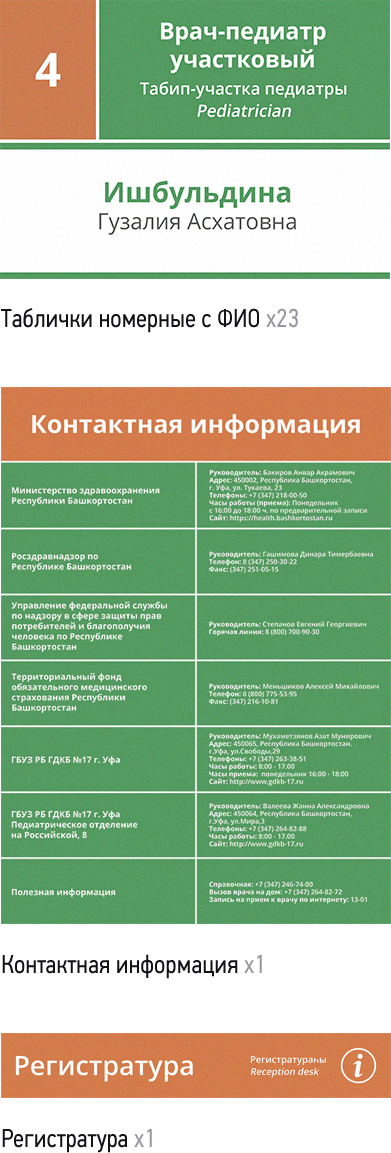 4
Врач-педиатр
участковый
Табип-участка педиатры
Pediatrician
Ишбульдина
Гузалия Асхатовна
Таблички номерные с ФИО x23
Контактная информация
Министерство здравоохранения
Республики Башкортостан
Руководитель: Бакиров Анвар Акрамович
Адрес: 450002, Республика Башкортостан,
г. Уфа, ул. Тукаева, 23
Телефоны: +7 (347) 218-00-50
Часы работы (приема): Понедельник
с 16:00 до 18:00 ч. по предварительной записи
Сайт: https://health.bashkortostan.ru
Росздравнадзор по
Республике Башкортостан
Руководитель: Гашимова Динара Тимербаевна
Телефон: 8 (347) 250-30-22
Факс: (347) 251-05-15
Управление федеральной службы
по надзору в сфере защиты прав
потребителей и благополучия
человека по Республике
Башкортостан
Руководитель: Степанов Евгений Георгиевич
Горячая линия: 8 (800) 700-90-30
Территориальный фонд
обязательного медицинского
страхования Республики
Башкортостан
Руководитель: Меньшиков Алексей Михайлович
Телефон: 8 (800) 775-53-95
Факс: (347) 216-10-81
ГБУЗ РБ ГДКБ №17 г. Уфа
Руководитель: Мухаметзянов Азат Мунирович
Адрес: 450065, Республика Башкортостан.
г.Уфа, ул.Свободы,29
Телефоны: +7 (347) 263-38-51
Часы работы: 8:00 - 17.00
Часы приема: понедельник 16:00 - 18:00
Сайт: http://www.gdkb-17.ru
ГБУЗ РБ ГДКБ №17 г. Уфа
Педиатрическое отделение
на Российской, 8
Руководитель: Валеева Жанна Александровна
Адрес: 450064, Республика Башкортостан,
г.Уфа, ул.Мира,3
Телефоны: +7 (347) 264-82-88
Часы работы: 8:00 - 17.00
Сайт: http://www.gdkb-17.ru
Полезная информация
Справочная: +7 (347) 246-74-00
Вызов врача на дом: +7 (347) 264-82-72
Запись на прием к врачу по интернету: 13-01
Контактная информация x1
Регистратура
Регистратураны
Reception desk
i
Регистратура x1